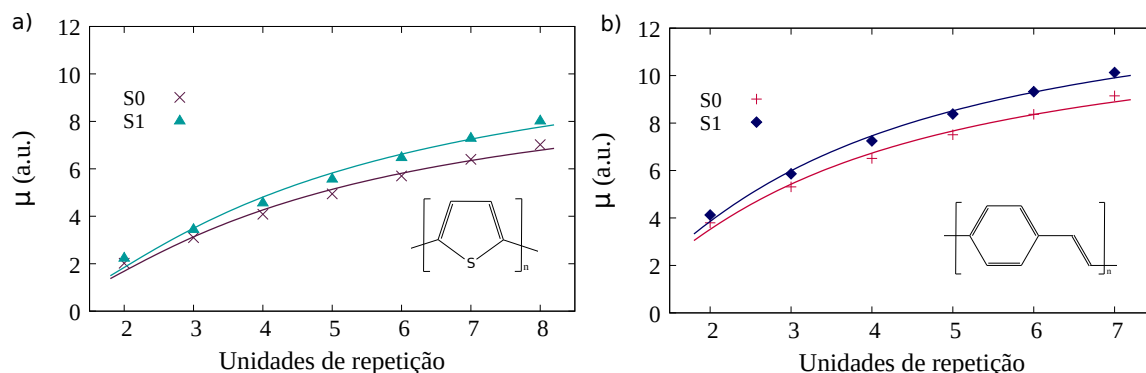 a)
μ (a.u.)
12
10
8
6
4
2
0
S0
S1
S
n
2 3 4 5 6 7 8
Unidades de repetição
b)
μ (a.u.)
12
10
8
6
4
2
0
S0
S1
n
2 3 4 5 6 7
Unidades de repetição